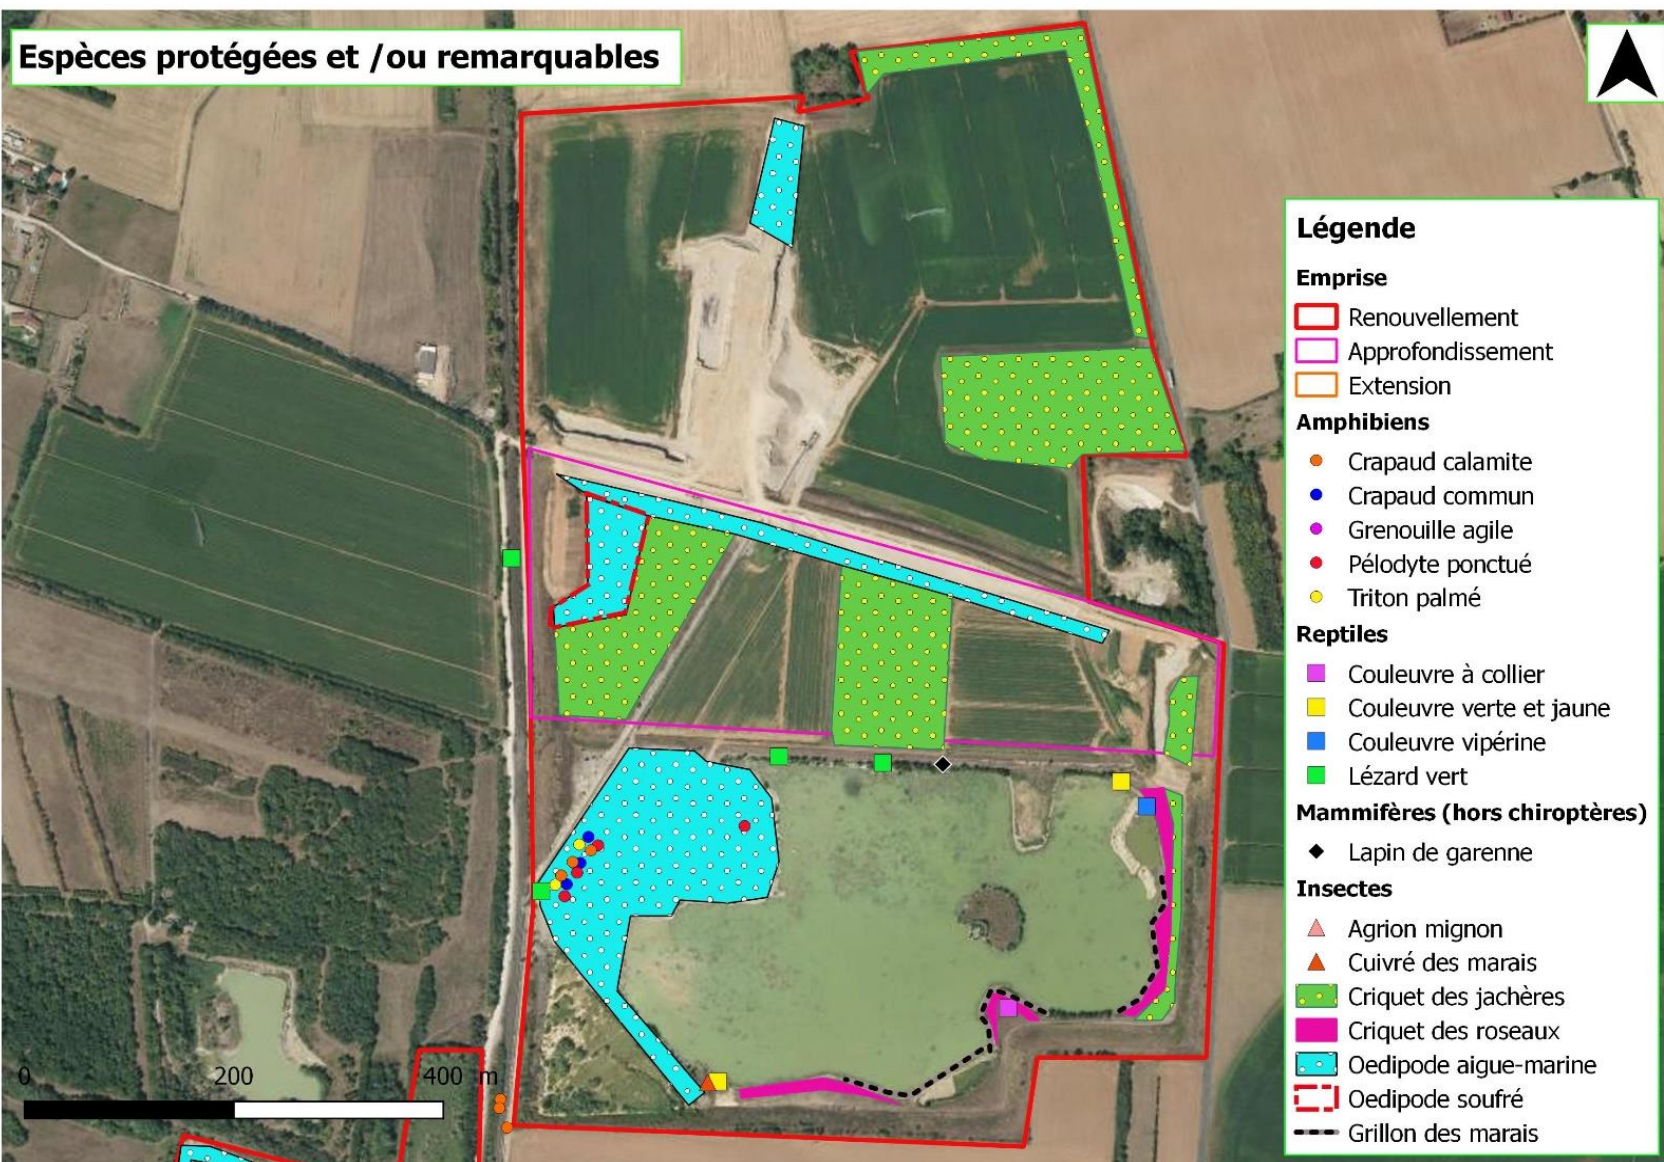 Espèces protégées et /ou remarquables
Légende
Emprise
Renouvellement
Approfondissement
Extension
Amphibiens
Crapaud calamite
Crapaud commun
Grenouille agile
Pélodyte ponctué
Triton palmé
Reptiles
Couleuvre à collier
Couleuvre verte et jaune
Couleuvre vipérine
Lézard vert
Mammifères (hors chiroptères)
Lapin de garenne
Insectes
Agrion mignon
Cuivré des marais
Criquet des jachères
Criquet des roseaux
Oedipode aigue-marine
Oedipode soufré
Grillon des marais
0 200 400 m